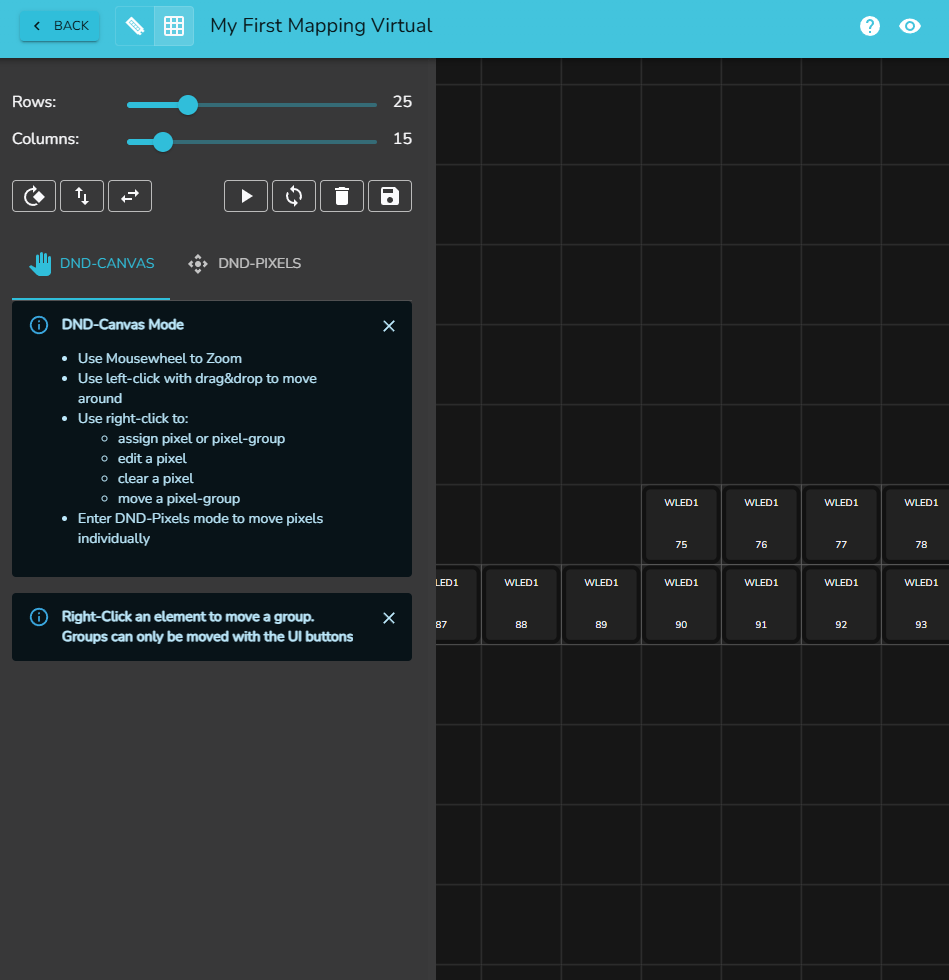 BACK
My First Mapping Virtual
Rows:
25
Columns:
15
DND-CANVAS
DND-PIXELS
DND-Canvas Mode
Use Mousewheel to Zoom
Use left-click with drag&drop to move
around
Use right-click to:
assign pixel or pixel-group
edit a pixel
clear a pixel
move a pixel-group
Enter DND-Pixels mode to move pixels
individually
Right-Click an element to move a group.
Groups can only be moved with the UI buttons
WLED1 WLED1 WLED1 WLED1
75 76 77 78
LED1 WLED1 WLED1 WLED1 WLED1 WLED1 WLED1
87 88 89 90 91 92 93